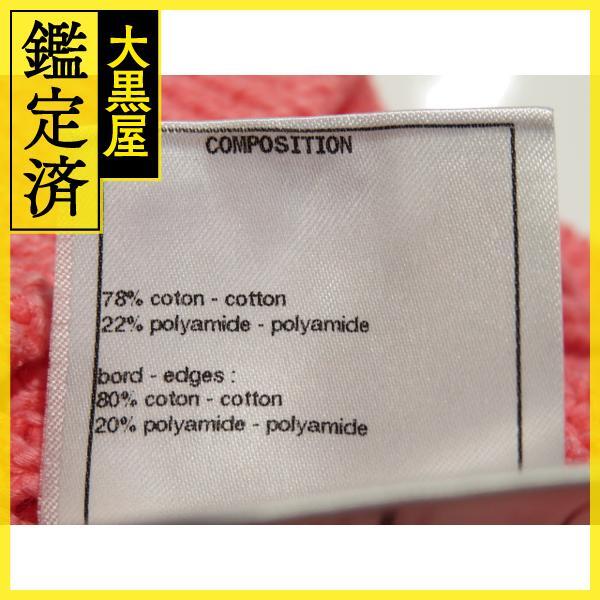 鑑定済
大黒屋
COMPOSITION
78% coton - cotton
22% polyamide - polyamide
bord - edges :
80% coton - cotton
20% polyamide - polyamide